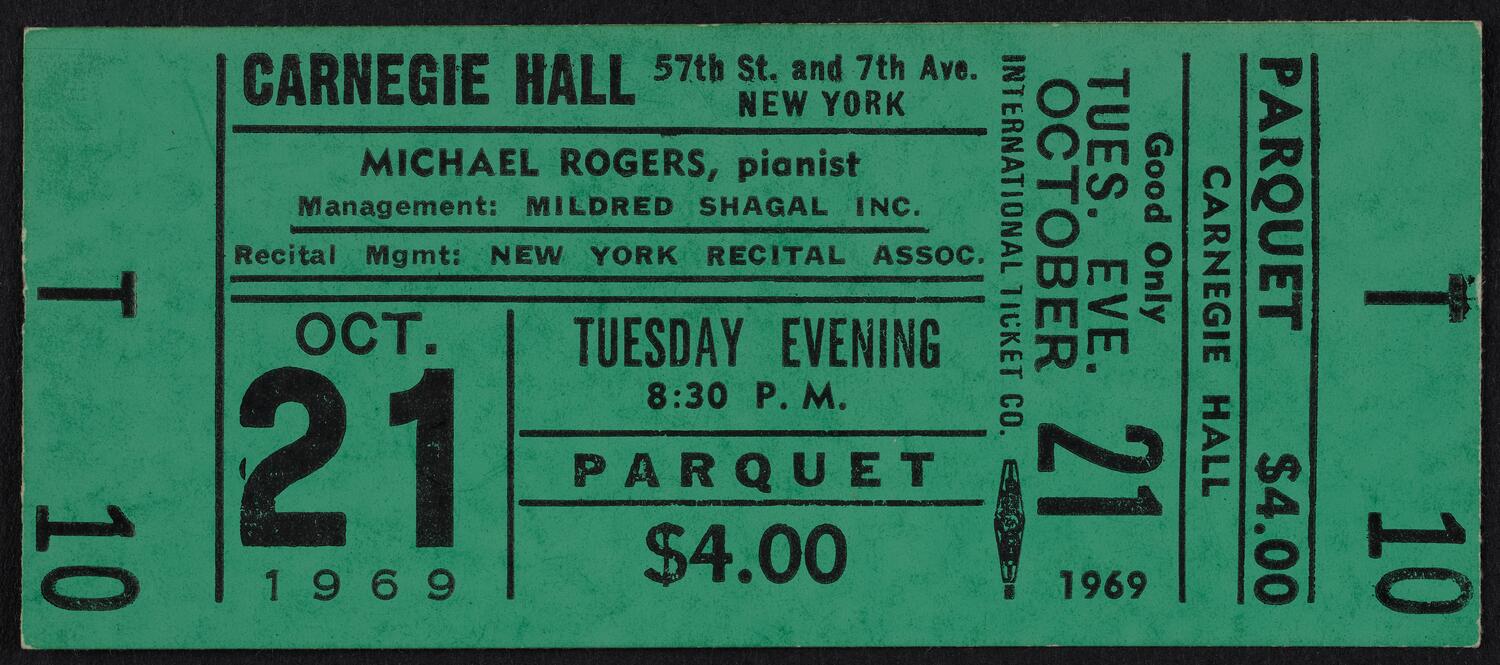 T
10
CARNEGIE HALL
57th St. and 7th Ave.
NEW YORK
MICHAEL ROGERS, pianist
Management: MILDRED SHAGAL INC.
Recital Mgmt: NEW YORK RECITAL ASSOC.
OCT.
21
1969
TUESDAY EVENING
8:30 P. M.
PARQUET
$4.00
INTERNATIONAL TICKET CO.
Good Only
TUES. EVE.
OCTOBER
21
1969
CARNEGIE HALL
PARQUET $4.00
T
10